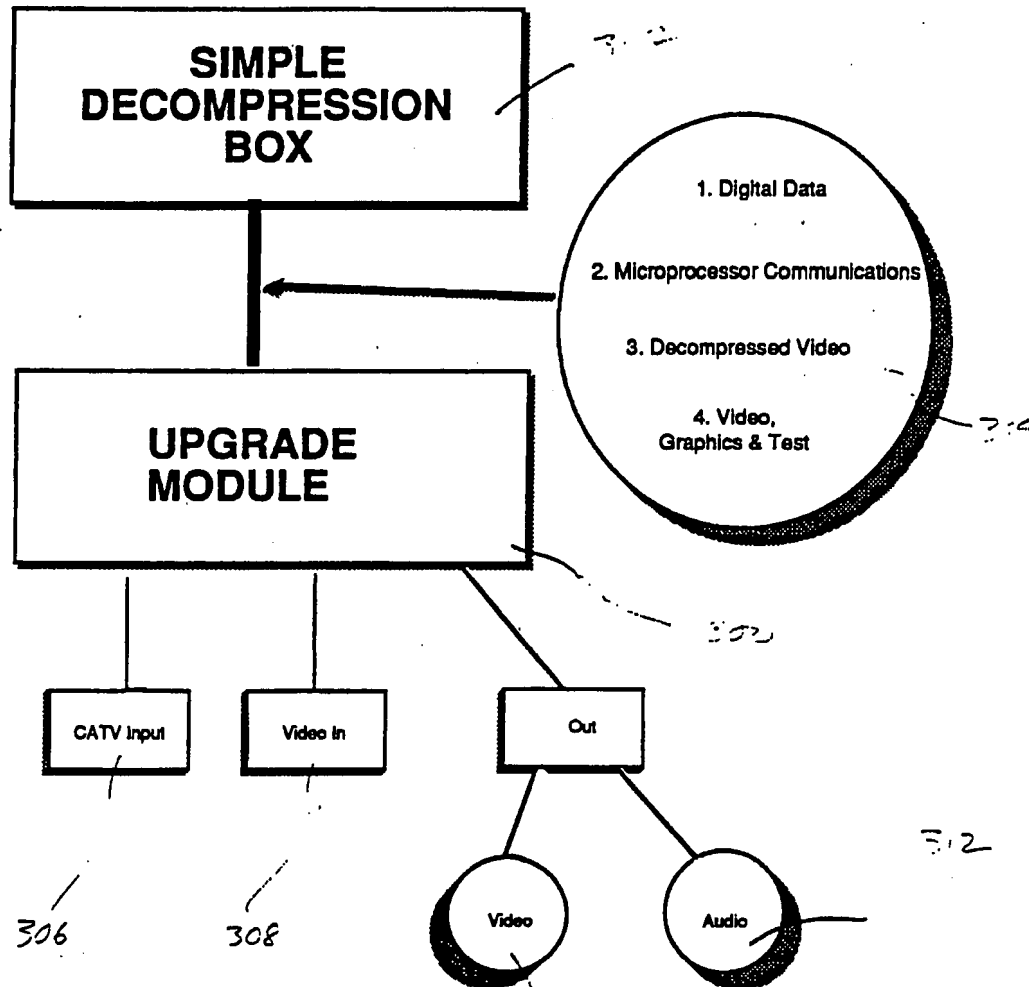 SIMPLE
DECOMPRESSION
BOX
1. Digital Data
2. Microprocessor Communications
3. Decompressed Video
4. Video,
Graphics & Test
UPGRADE
MODULE
CATV Input
Video In
Out
Video
Audio
312
306
308